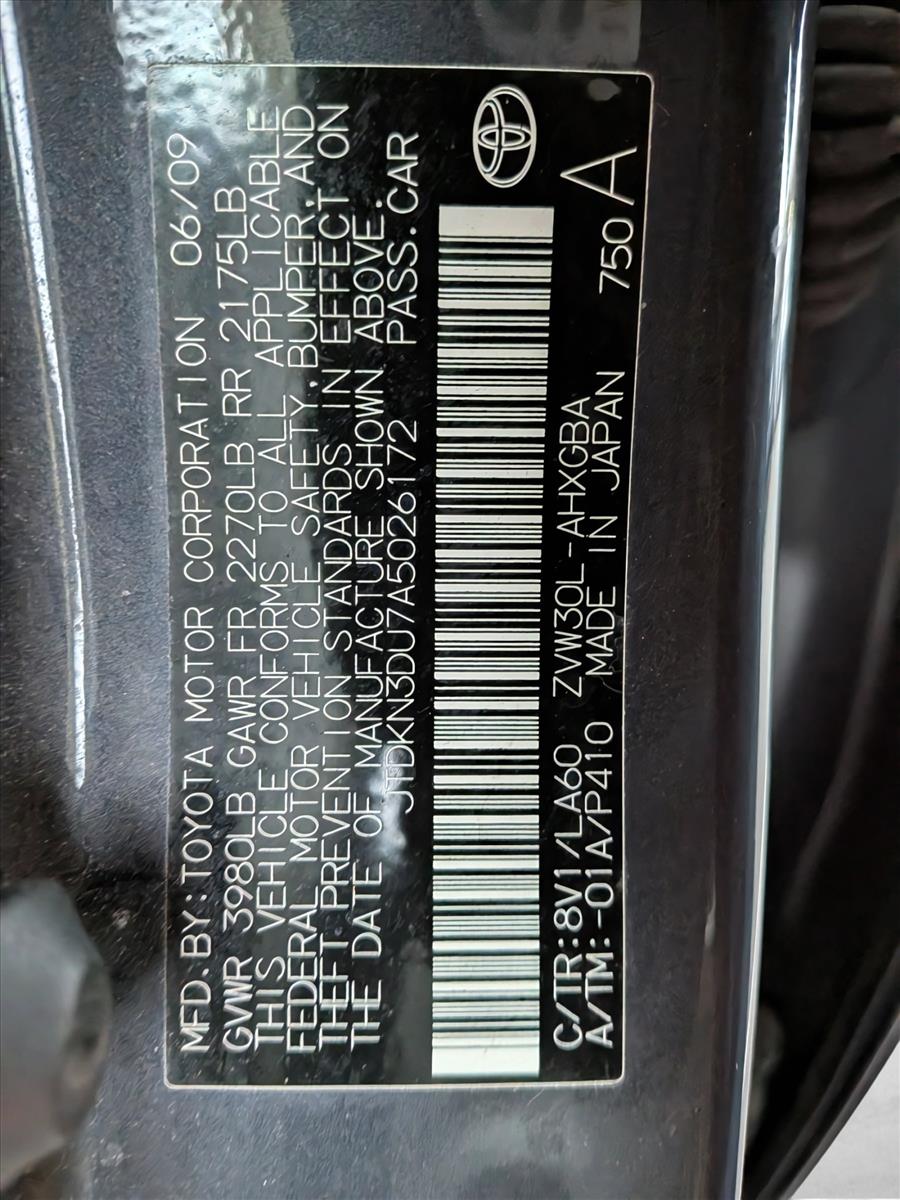 MFD.BY:TOYOTA MOTOR CORPORATION 06/09
GVWR 3980LB GAWR FR 2270LB RR 2175LB
THIS VEHICLE CONFORMS TO ALL APPLICABLE
FEDERAL MOTOR VEHICLE SAFETY, BUMPER, AND
THEFT PREVENTION STANDARDS IN EFFECT ON
THE DATE OF MANUFACTURE SHOWN ABOVE.
JTDKN3DU7A5026172 PASS.CAR
C/TR:8V1/LA60 ZVW30L-AHXGBA
A/TM:-01A/P410 MADE IN JAPAN 750 A